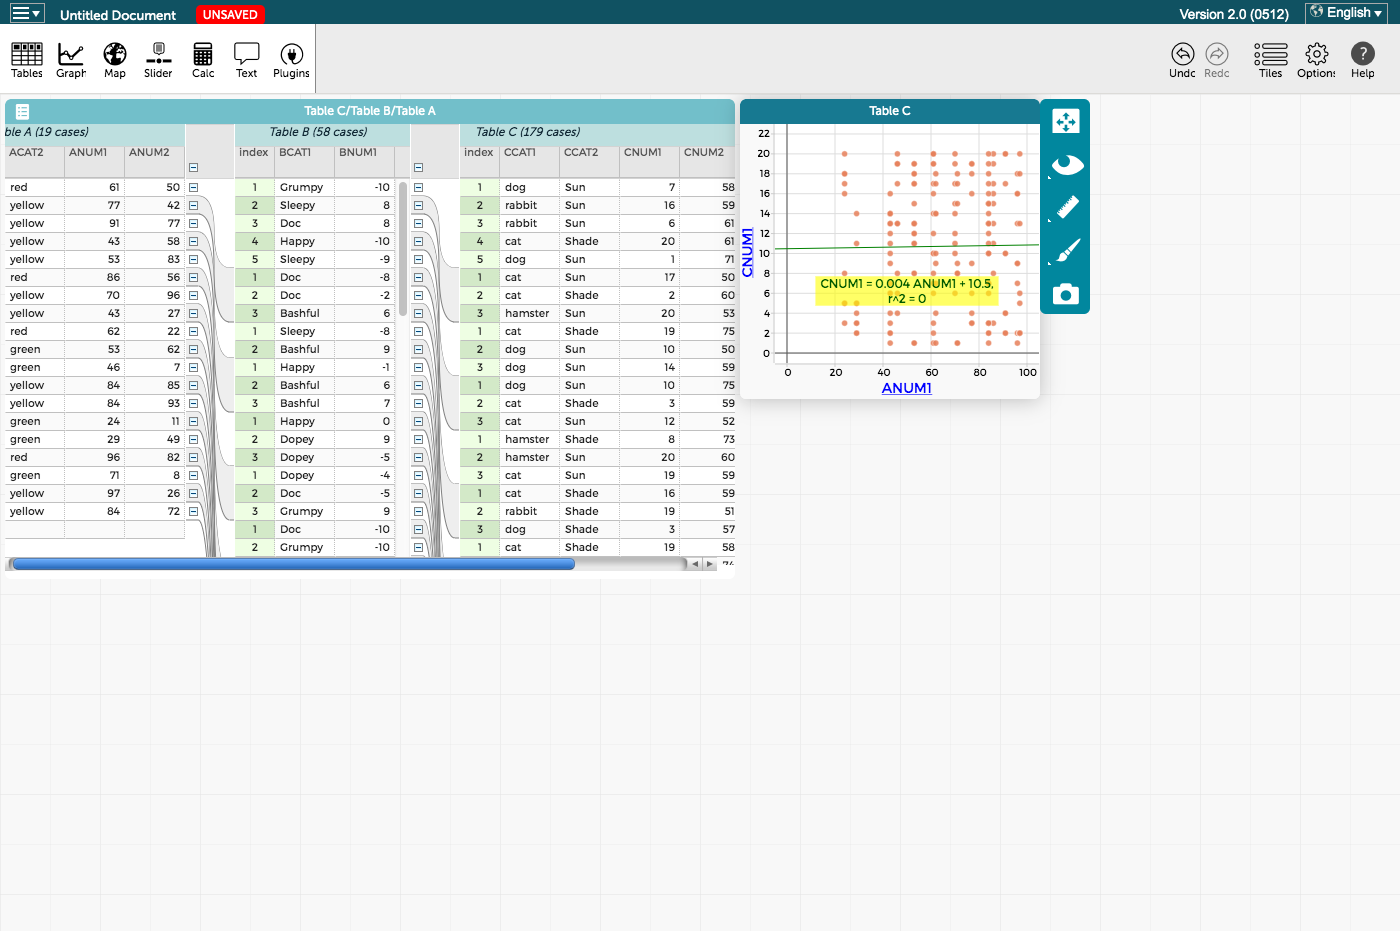 Untitled Document UNSAVED Version 2.0 (0512) English
Tables Graph Map Slider Calc Text Plugins Undo Redo Tiles Options Help
Table C/Table B/Table A
ble A (19 cases) Table B (58 cases) Table C (179 cases)
ACAT2 ANUM1 ANUM2 index BCAT1 BNUM1 index CCAT1 CCAT2 CNUM1 CNUM2
red 61 50 1 Grumpy -10 1 dog Sun 7 58
yellow 77 42 2 Sleepy 8 2 rabbit Sun 16 59
yellow 91 77 3 Doc 8 3 rabbit Sun 6 61
yellow 43 58 4 Happy -10 4 cat Shade 20 61
yellow 53 83 5 Sleepy -9 5 dog Sun 1 71
red 86 56 1 Doc -8 1 cat Sun 17 50
yellow 70 96 2 Doc -2 2 cat Shade 2 60
yellow 43 27 3 Bashful 6 3 hamster Sun 20 53
red 62 22 1 Sleepy -8 1 cat Shade 19 75
green 53 62 2 Bashful 9 2 dog Sun 10 50
green 46 7 1 Happy -1 3 dog Sun 14 59
yellow 84 85 2 Bashful 6 1 dog Sun 10 75
yellow 84 93 3 Bashful 7 2 cat Shade 3 59
green 24 11 1 Happy 0 3 cat Sun 12 52
green 29 49 2 Dopey 9 1 hamster Shade 8 73
red 96 82 3 Dopey -5 2 hamster Sun 20 60
green 71 8 1 Dopey -4 3 cat Sun 19 59
yellow 97 26 2 Doc -5 1 cat Shade 16 59
yellow 84 72 3 Grumpy 9 2 rabbit Shade 19 51
1 Doc -10 3 dog Shade 3 57
2 Grumpy -10 1 cat Shade 19 58
Table C
22
20
18
16
14
12
10
8
6
4
2
0
CNUM1
CNUM1 = 0.004 ANUM1 + 10.5,
r^2 = 0
0 20 40 60 80 100
ANUM1